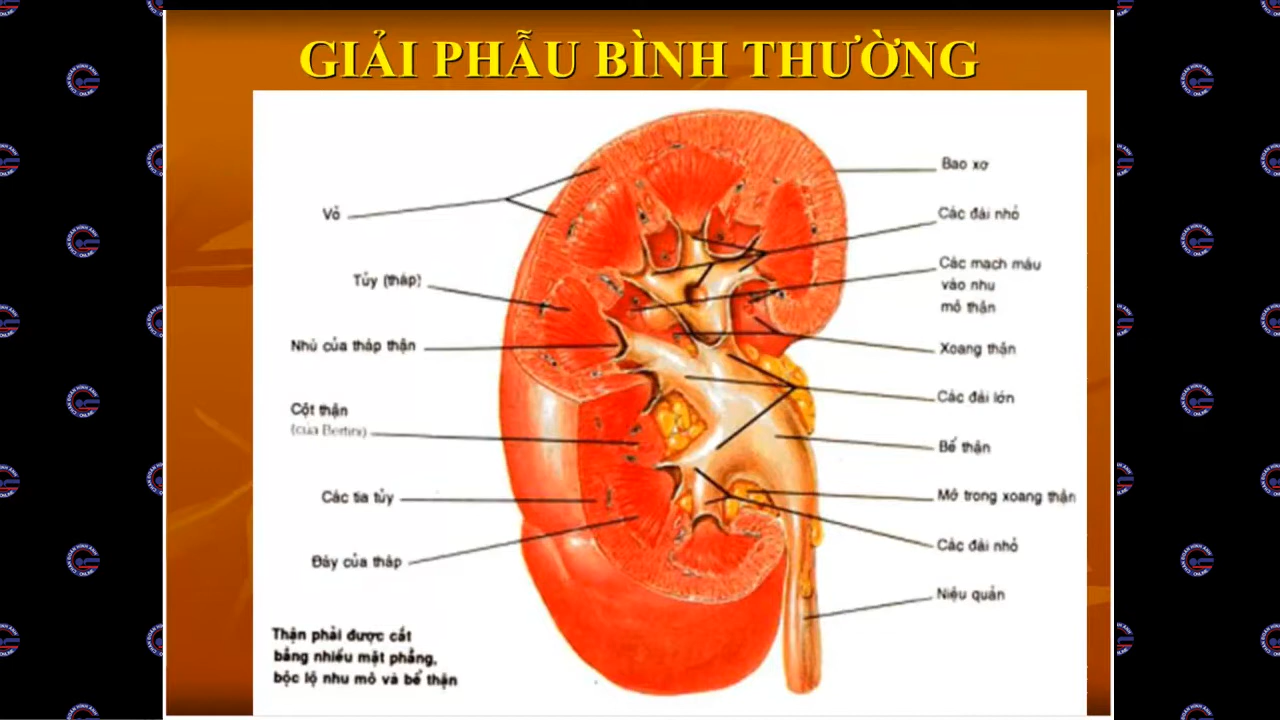 GIẢI PHẪU BÌNH THƯỜNG
Vỏ
Tủy (tháp)
Nhú của tháp thận
Cột thận
(của Bertini)
Các tia tủy
Đáy của tháp
Thận phải được cắt
bằng nhiều mặt phẳng,
bộc lộ nhu mô và bể thận
Bao xơ
Các đài nhỏ
Các mạch máu
vào nhu
mô thận
Xoang thận
Các đài lớn
Bể thận
Mỡ trong xoang thận
Các đài nhỏ
Niệu quản